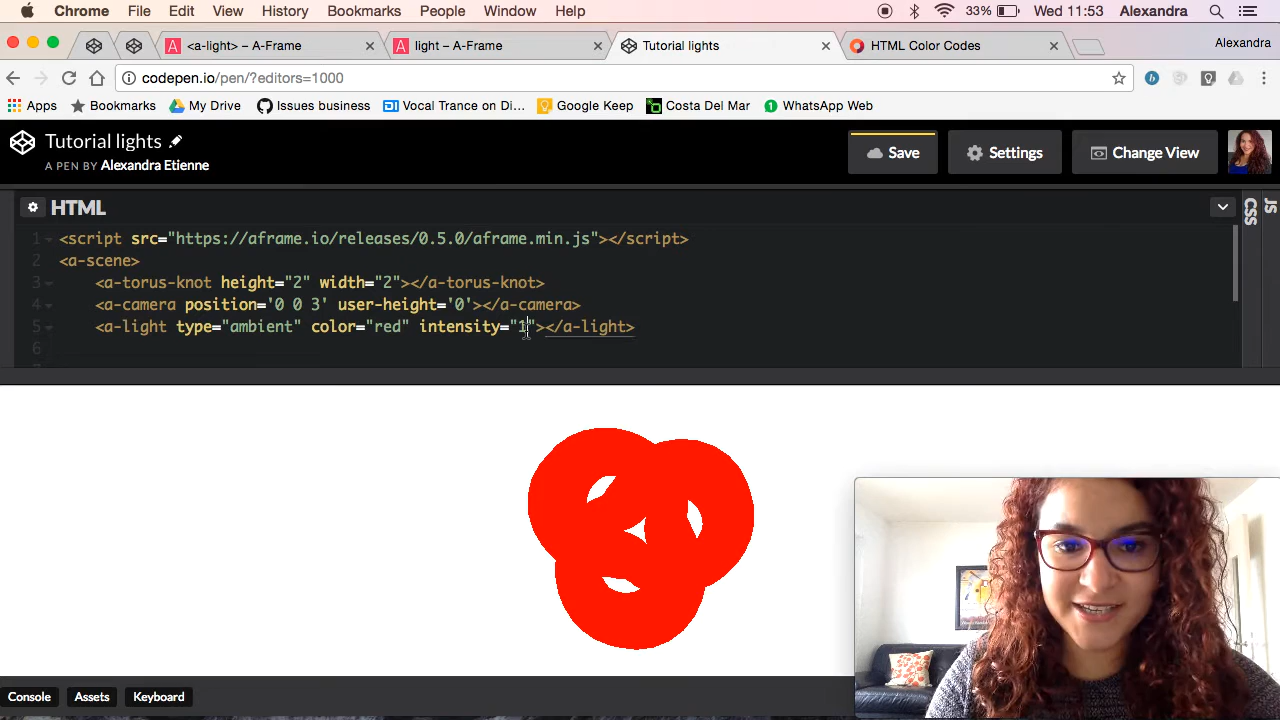 Chrome File Edit View History Bookmarks People Window Help 33% Wed 11:53 Alexandra
<a-light> – A-Frame light – A-Frame Tutorial lights HTML Color Codes Alexandra
codepen.io/pen/?editors=1000
Apps Bookmarks My Drive Issues business Vocal Trance on Di… Google Keep Costa Del Mar WhatsApp Web
Tutorial lights
A PEN BY Alexandra Etienne
Save Settings Change View
HTML
CSS
JS
1 <script src="https://aframe.io/releases/0.5.0/aframe.min.js"></script>
2 <a-scene>
3 <a-torus-knot height="2" width="2"></a-torus-knot>
4 <a-camera position='0 0 3' user-height='0'></a-camera>
5 <a-light type="ambient" color="red" intensity="1"></a-light>
6
Console Assets Keyboard